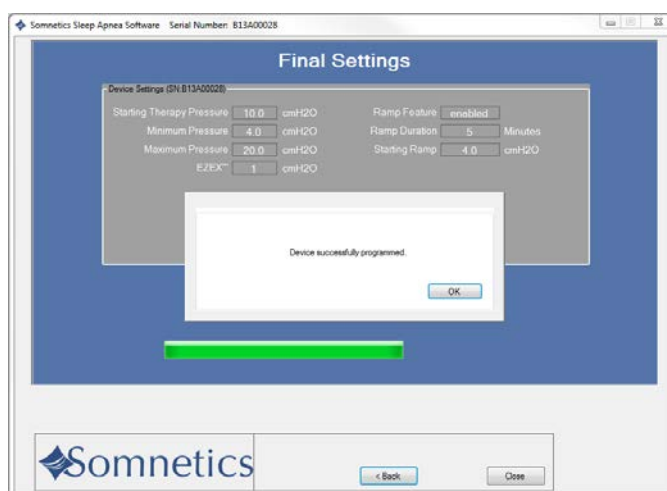 Somnetics Sleep Apnea Software Serial Number: B13A00028
Final Settings
Device Settings (SN:B13A00028)
Starting Therapy Pressure 10.0 cmH2O Ramp Feature enabled
Minimum Pressure 4.0 cmH2O Ramp Duration 5 Minutes
Maximum Pressure 20.0 cmH2O Starting Ramp 4.0 cmH2O
EZEX™ 1 cmH2O
Device successfully programmed.
OK
Somnetics
< Back Close